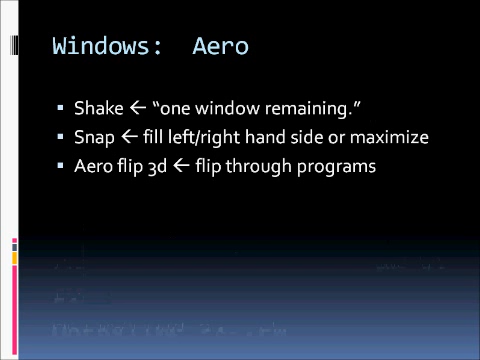 Windows: Aero
▪ Shake ← “one window remaining.”
▪ Snap ← fill left/right hand side or maximize
▪ Aero flip 3d ← flip through programs